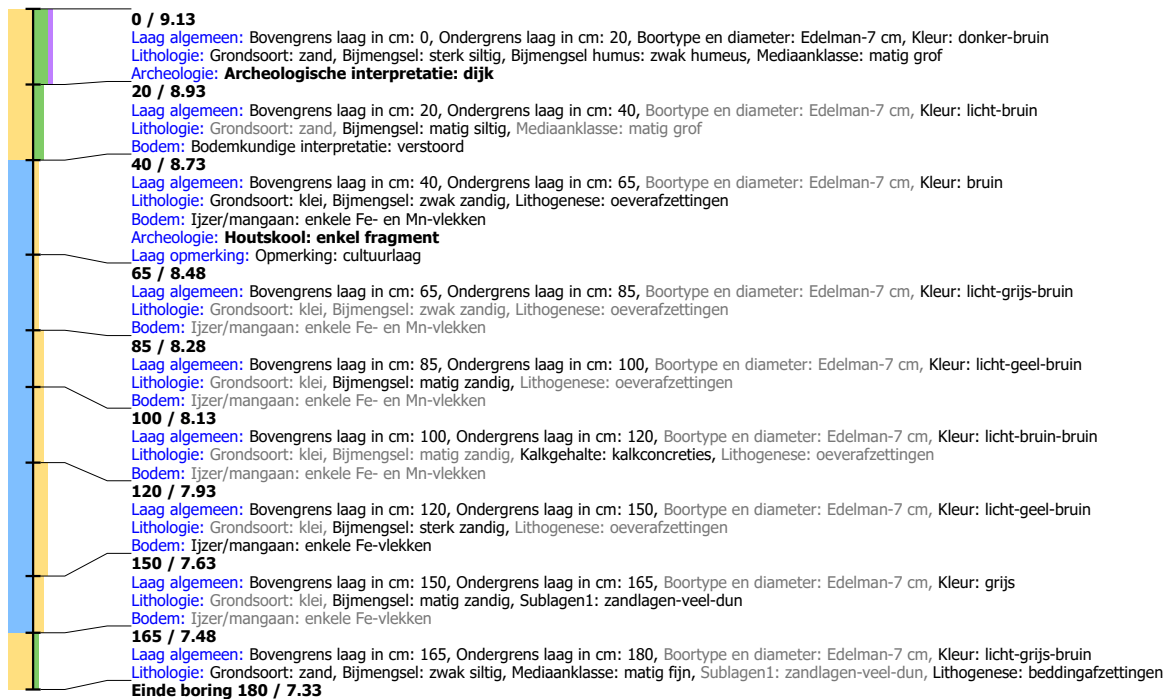 0 / 9.13
Laag algemeen: Bovengrens laag in cm: 0, Ondergrens laag in cm: 20, Boortype en diameter: Edelman-7 cm, Kleur: donker-bruin
Lithologie: Grondsoort: zand, Bijmengsel: sterk siltig, Bijmengsel humus: zwak humeus, Mediaanklasse: matig grof
Archeologie: Archeologische interpretatie: dijk
20 / 8.93
Laag algemeen: Bovengrens laag in cm: 20, Ondergrens laag in cm: 40, Boortype en diameter: Edelman-7 cm, Kleur: licht-bruin
Lithologie: Grondsoort: zand, Bijmengsel: matig siltig, Mediaanklasse: matig grof
Bodem: Bodemkundige interpretatie: verstoord
40 / 8.73
Laag algemeen: Bovengrens laag in cm: 40, Ondergrens laag in cm: 65, Boortype en diameter: Edelman-7 cm, Kleur: bruin
Lithologie: Grondsoort: klei, Bijmengsel: zwak zandig, Lithogenese: oeverafzettingen
Bodem: Ijzer/mangaan: enkele Fe- en Mn-vlekken
Archeologie: Houtskool: enkel fragment
Laag opmerking: Opmerking: cultuurlaag
65 / 8.48
Laag algemeen: Bovengrens laag in cm: 65, Ondergrens laag in cm: 85, Boortype en diameter: Edelman-7 cm, Kleur: licht-grijs-bruin
Lithologie: Grondsoort: klei, Bijmengsel: zwak zandig, Lithogenese: oeverafzettingen
Bodem: Ijzer/mangaan: enkele Fe- en Mn-vlekken
85 / 8.28
Laag algemeen: Bovengrens laag in cm: 85, Ondergrens laag in cm: 100, Boortype en diameter: Edelman-7 cm, Kleur: licht-geel-bruin
Lithologie: Grondsoort: klei, Bijmengsel: matig zandig, Lithogenese: oeverafzettingen
Bodem: Ijzer/mangaan: enkele Fe- en Mn-vlekken
100 / 8.13
Laag algemeen: Bovengrens laag in cm: 100, Ondergrens laag in cm: 120, Boortype en diameter: Edelman-7 cm, Kleur: licht-bruin-bruin
Lithologie: Grondsoort: klei, Bijmengsel: matig zandig, Kalkgehalte: kalkconcreties, Lithogenese: oeverafzettingen
Bodem: Ijzer/mangaan: enkele Fe- en Mn-vlekken
120 / 7.93
Laag algemeen: Bovengrens laag in cm: 120, Ondergrens laag in cm: 150, Boortype en diameter: Edelman-7 cm, Kleur: licht-geel-bruin
Lithologie: Grondsoort: klei, Bijmengsel: sterk zandig, Lithogenese: oeverafzettingen
Bodem: Ijzer/mangaan: enkele Fe-vlekken
150 / 7.63
Laag algemeen: Bovengrens laag in cm: 150, Ondergrens laag in cm: 165, Boortype en diameter: Edelman-7 cm, Kleur: grijs
Lithologie: Grondsoort: klei, Bijmengsel: matig zandig, Sublagen1: zandlagen-veel-dun
Bodem: Ijzer/mangaan: enkele Fe-vlekken
165 / 7.48
Laag algemeen: Bovengrens laag in cm: 165, Ondergrens laag in cm: 180, Boortype en diameter: Edelman-7 cm, Kleur: licht-grijs-bruin
Lithologie: Grondsoort: zand, Bijmengsel: zwak siltig, Mediaanklasse: matig fijn, Sublagen1: zandlagen-veel-dun, Lithogenese: beddingafzettingen
Einde boring 180 / 7.33